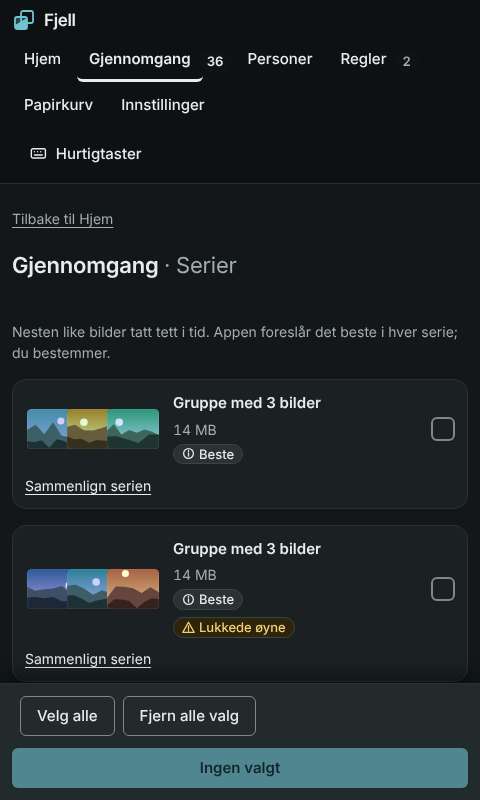 Fjell
Hjem Gjennomgang 36 Personer Regler 2
Papirkurv Innstillinger
Hurtigtaster
Tilbake til Hjem
Gjennomgang · Serier
Nesten like bilder tatt tett i tid. Appen foreslår det beste i hver serie;
du bestemmer.
Gruppe med 3 bilder
14 MB
Beste
Sammenlign serien
Gruppe med 3 bilder
14 MB
Beste
Lukkede øyne
Sammenlign serien
Velg alle Fjern alle valg
Ingen valgt